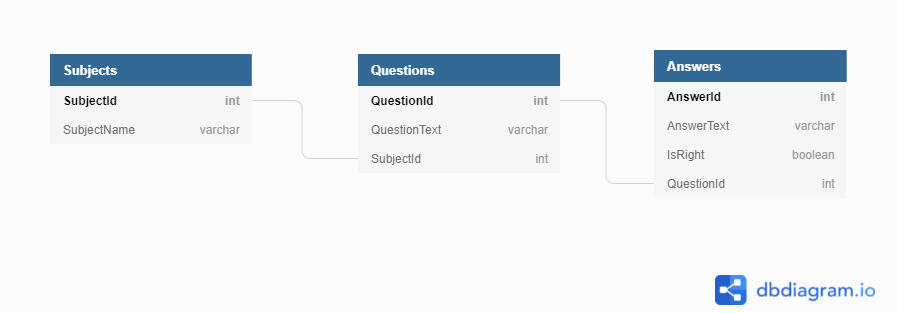 Subjects
SubjectId int
SubjectName varchar
Questions
QuestionId int
QuestionText varchar
SubjectId int
Answers
AnswerId int
AnswerText varchar
IsRight boolean
QuestionId int
dbdiagram.io